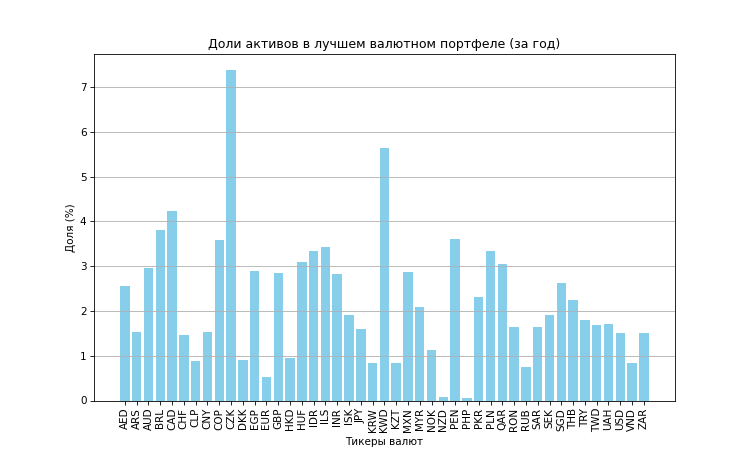 Доли активов в лучшем валютном портфеле (за год)
Доля (%)
7
6
5
4
3
2
1
0
AED ARS AUD BRL CAD CHF CLP CNY COP CZK DKK EGP EUR GBP HKD HUF IDR ILS INR ISK JPY KRW KWD KZT MXN MYR NOK NZD PEN PHP PKR PLN QAR RON RUB SAR SEK SGD THB TRY TWD UAH USD VND ZAR
Тикеры валют